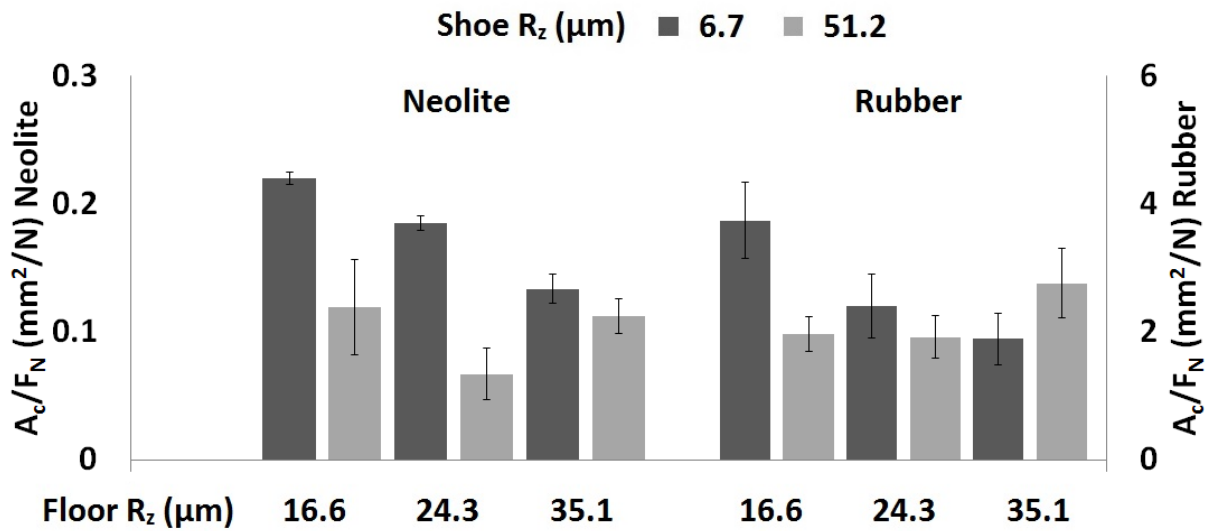 Shoe Rz (µm) 6.7 51.2
0.3
0.2
0.1
0
Ac/FN (mm²/N) Neolite
Neolite
Rubber
6
4
2
0
Ac/FN (mm²/N) Rubber
Floor Rz (µm) 16.6 24.3 35.1 16.6 24.3 35.1